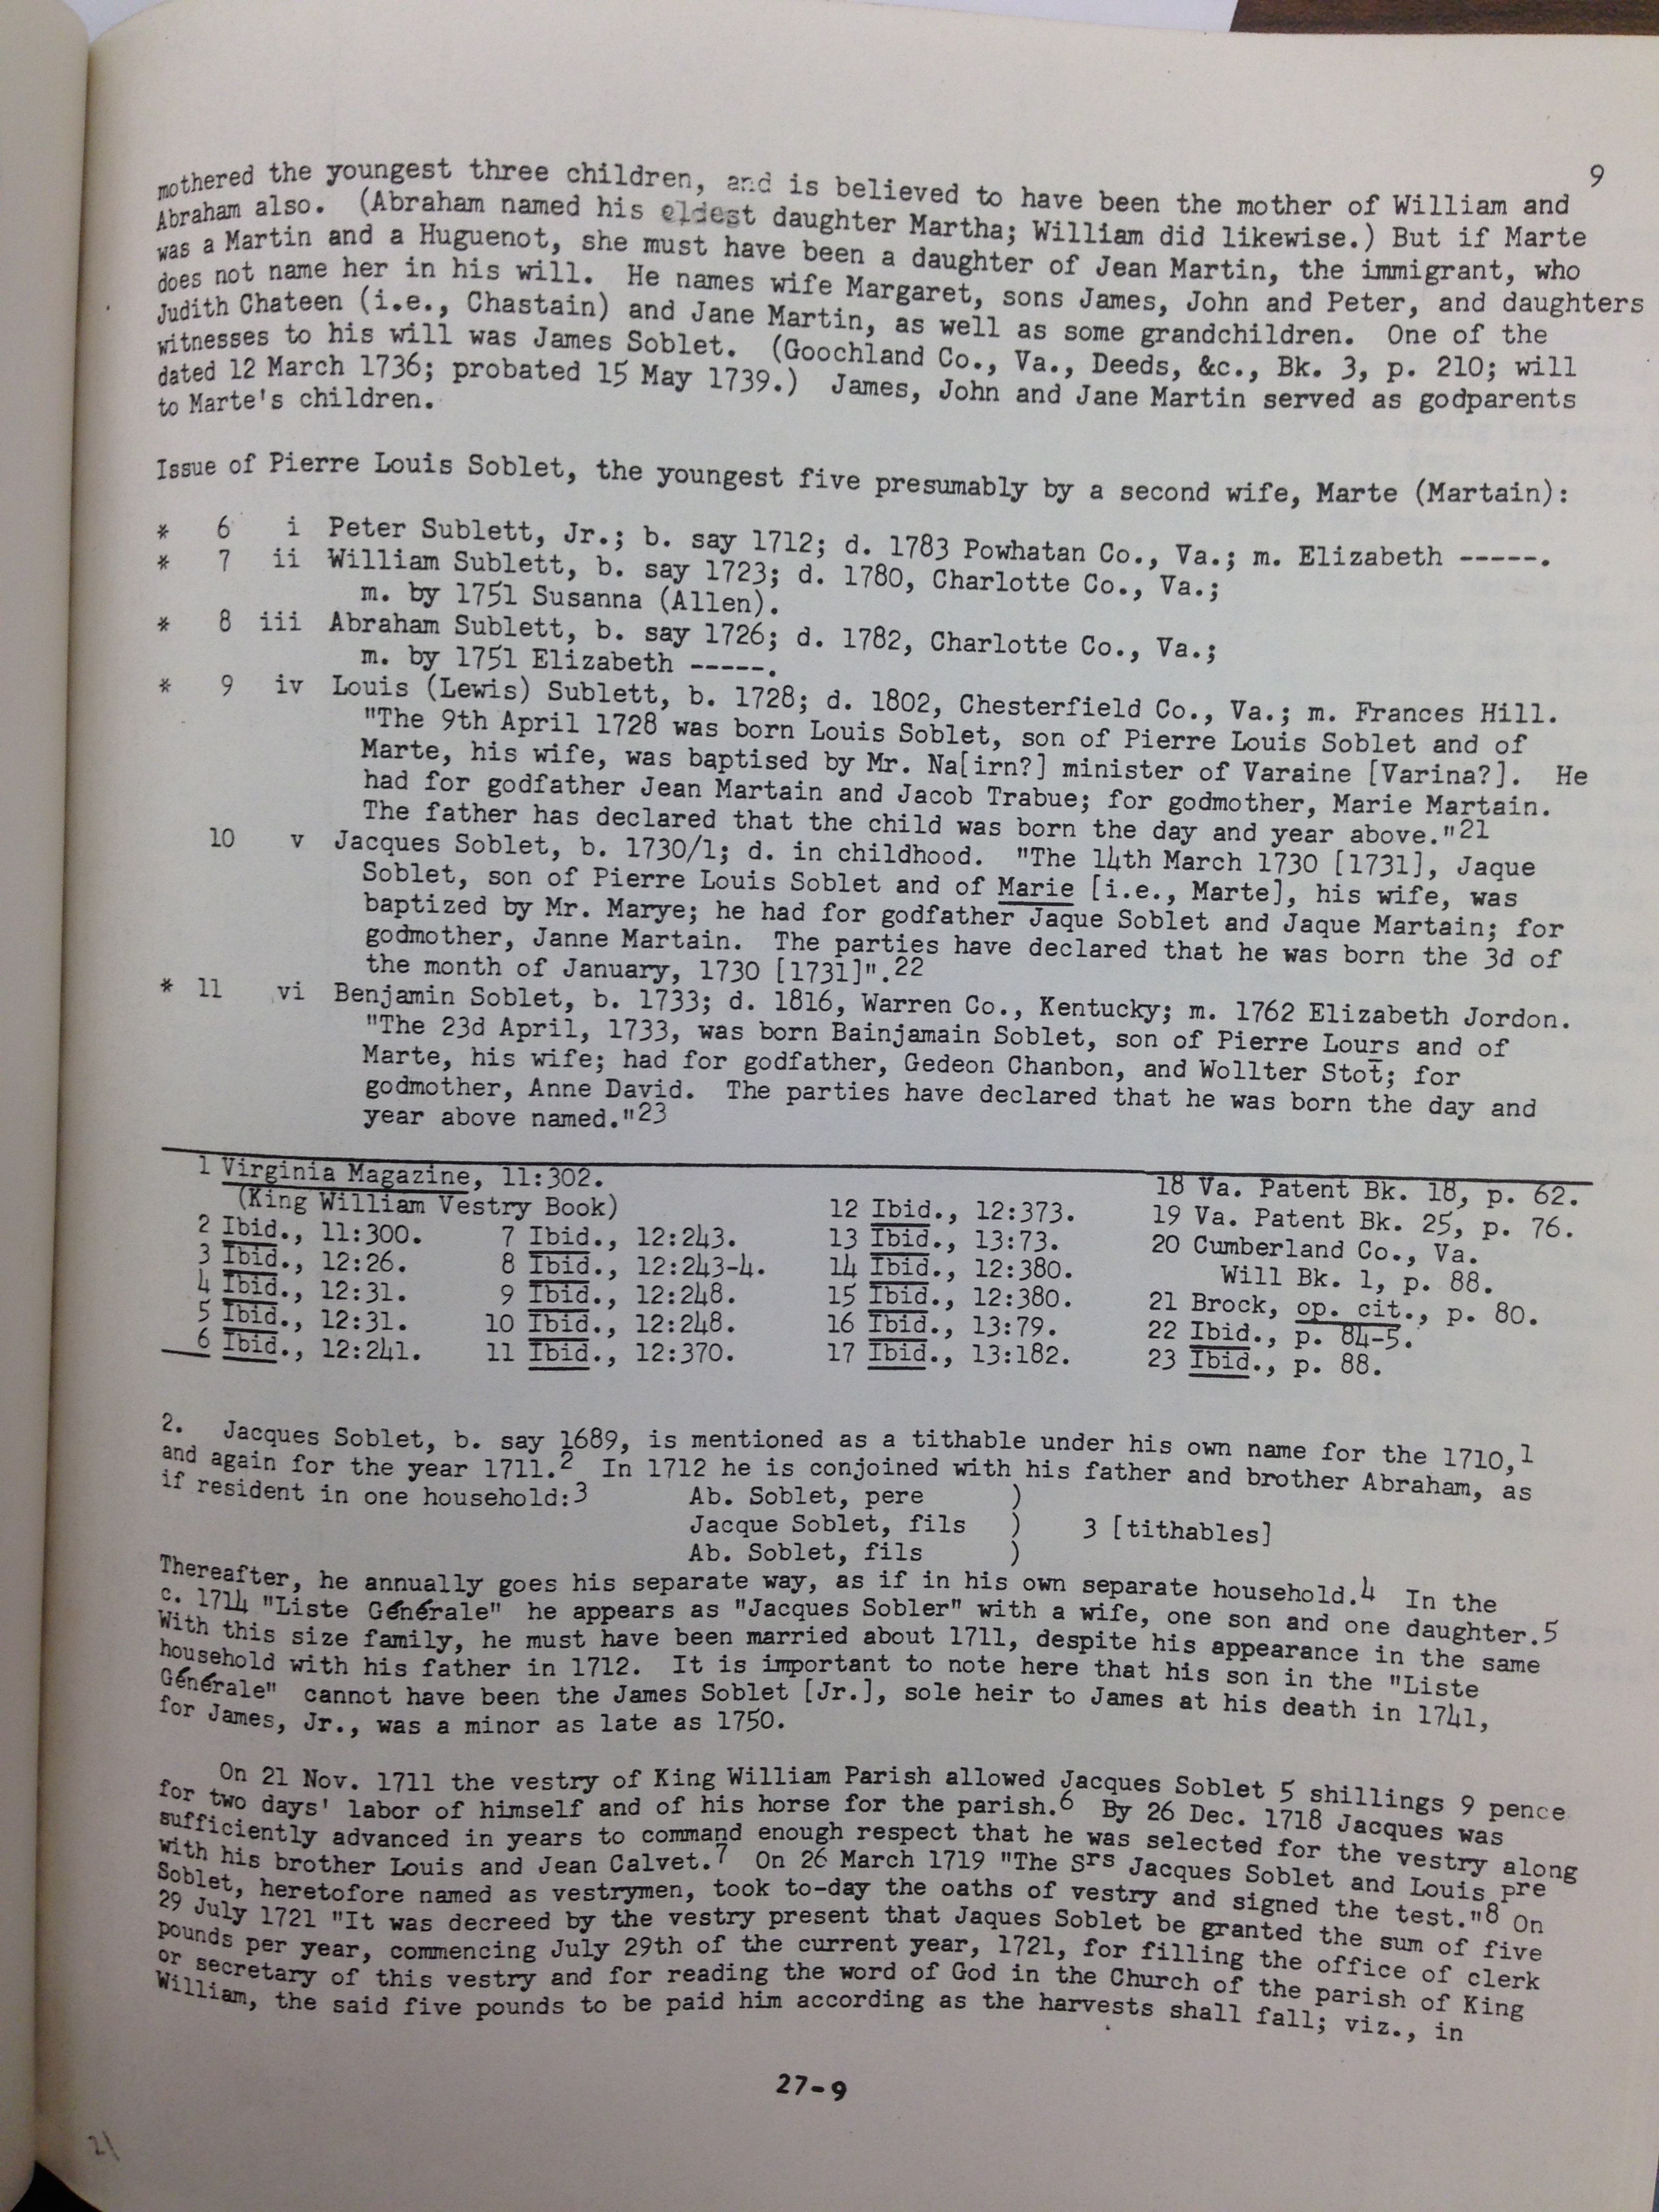 9
mothered the youngest three children, and is believed to have been the mother of William and
Abraham also. (Abraham named his eldest daughter Martha; William did likewise.) But if Marte
was a Martin and a Huguenot, she must have been a daughter of Jean Martin, the immigrant, who
does not name her in his will. He names wife Margaret, sons James, John and Peter, and daughters
Judith Chateen (i.e., Chastain) and Jane Martin, as well as some grandchildren. One of the
witnesses to his will was James Soblet. (Goochland Co., Va., Deeds, &c., Bk. 3, p. 210; will
dated 12 March 1736; probated 15 May 1739.) James, John and Jane Martin served as godparents
to Marte's children.
Issue of Pierre Louis Soblet, the youngest five presumably by a second wife, Marte (Martain):
* 6 i Peter Sublett, Jr.; b. say 1712; d. 1783 Powhatan Co., Va.; m. Elizabeth -----.
* 7 ii William Sublett, b. say 1723; d. 1780, Charlotte Co., Va.;
m. by 1751 Susanna (Allen).
* 8 iii Abraham Sublett, b. say 1726; d. 1782, Charlotte Co., Va.;
m. by 1751 Elizabeth -----.
* 9 iv Louis (Lewis) Sublett, b. 1728; d. 1802, Chesterfield Co., Va.; m. Frances Hill.
"The 9th April 1728 was born Louis Soblet, son of Pierre Louis Soblet and of
Marte, his wife, was baptised by Mr. Na[irn?] minister of Varaine [Varina?]. He
had for godfather Jean Martain and Jacob Trabue; for godmother, Marie Martain.
The father has declared that the child was born the day and year above."21
10 v Jacques Soblet, b. 1730/1; d. in childhood. "The 14th March 1730 [1731], Jaque
Soblet, son of Pierre Louis Soblet and of Marie [i.e., Marte], his wife, was
baptized by Mr. Marye; he had for godfather Jaque Soblet and Jaque Martain; for
godmother, Janne Martain. The parties have declared that he was born the 3d of
the month of January, 1730 [1731]".22
* 11 vi Benjamin Soblet, b. 1733; d. 1816, Warren Co., Kentucky; m. 1762 Elizabeth Jordon.
"The 23d April, 1733, was born Bainjamain Soblet, son of Pierre Lours and of
Marte, his wife; had for godfather, Gedeon Chanbon, and Wollter Stot; for
godmother, Anne David. The parties have declared that he was born the day and
year above named."23
1 Virginia Magazine, 11:302.
(King William Vestry Book)
2 Ibid., 11:300.
3 Ibid., 12:26.
4 Ibid., 12:31.
5 Ibid., 12:31.
6 Ibid., 12:241.
7 Ibid., 12:243.
8 Ibid., 12:243-4.
9 Ibid., 12:248.
10 Ibid., 12:248.
11 Ibid., 12:370.
12 Ibid., 12:373.
13 Ibid., 13:73.
14 Ibid., 12:380.
15 Ibid., 12:380.
16 Ibid., 13:79.
17 Ibid., 13:182.
18 Va. Patent Bk. 18, p. 62.
19 Va. Patent Bk. 25, p. 76.
20 Cumberland Co., Va.
Will Bk. 1, p. 88.
21 Brock, op. cit., p. 80.
22 Ibid., p. 84-5.
23 Ibid., p. 88.
2. Jacques Soblet, b. say 1689, is mentioned as a tithable under his own name for the 1710,1
and again for the year 1711.2 In 1712 he is conjoined with his father and brother Abraham, as
if resident in one household:3 Ab. Soblet, pere )
Jacque Soblet, fils ) 3 [tithables]
Ab. Soblet, fils )
Thereafter, he annually goes his separate way, as if in his own separate household.4 In the
c. 1714 "Liste Générale" he appears as "Jacques Sobler" with a wife, one son and one daughter.5
With this size family, he must have been married about 1711, despite his appearance in the same
household with his father in 1712. It is important to note here that his son in the "Liste
Générale" cannot have been the James Soblet [Jr.], sole heir to James at his death in 1741,
for James, Jr., was a minor as late as 1750.
On 21 Nov. 1711 the vestry of King William Parish allowed Jacques Soblet 5 shillings 9 pence
for two days' labor of himself and of his horse for the parish.6 By 26 Dec. 1718 Jacques was
sufficiently advanced in years to command enough respect that he was selected for the vestry along
with his brother Louis and Jean Calvet.7 On 26 March 1719 "The Srs Jacques Soblet and Louis Pre
Soblet, heretofore named as vestrymen, took to-day the oaths of vestry and signed the test."8 On
29 July 1721 "It was decreed by the vestry present that Jaques Soblet be granted the sum of five
pounds per year, commencing July 29th of the current year, 1721, for filling the office of clerk
or secretary of this vestry and for reading the word of God in the Church of the parish of King
William, the said five pounds to be paid him according as the harvests shall fall; viz., in
27-9
21